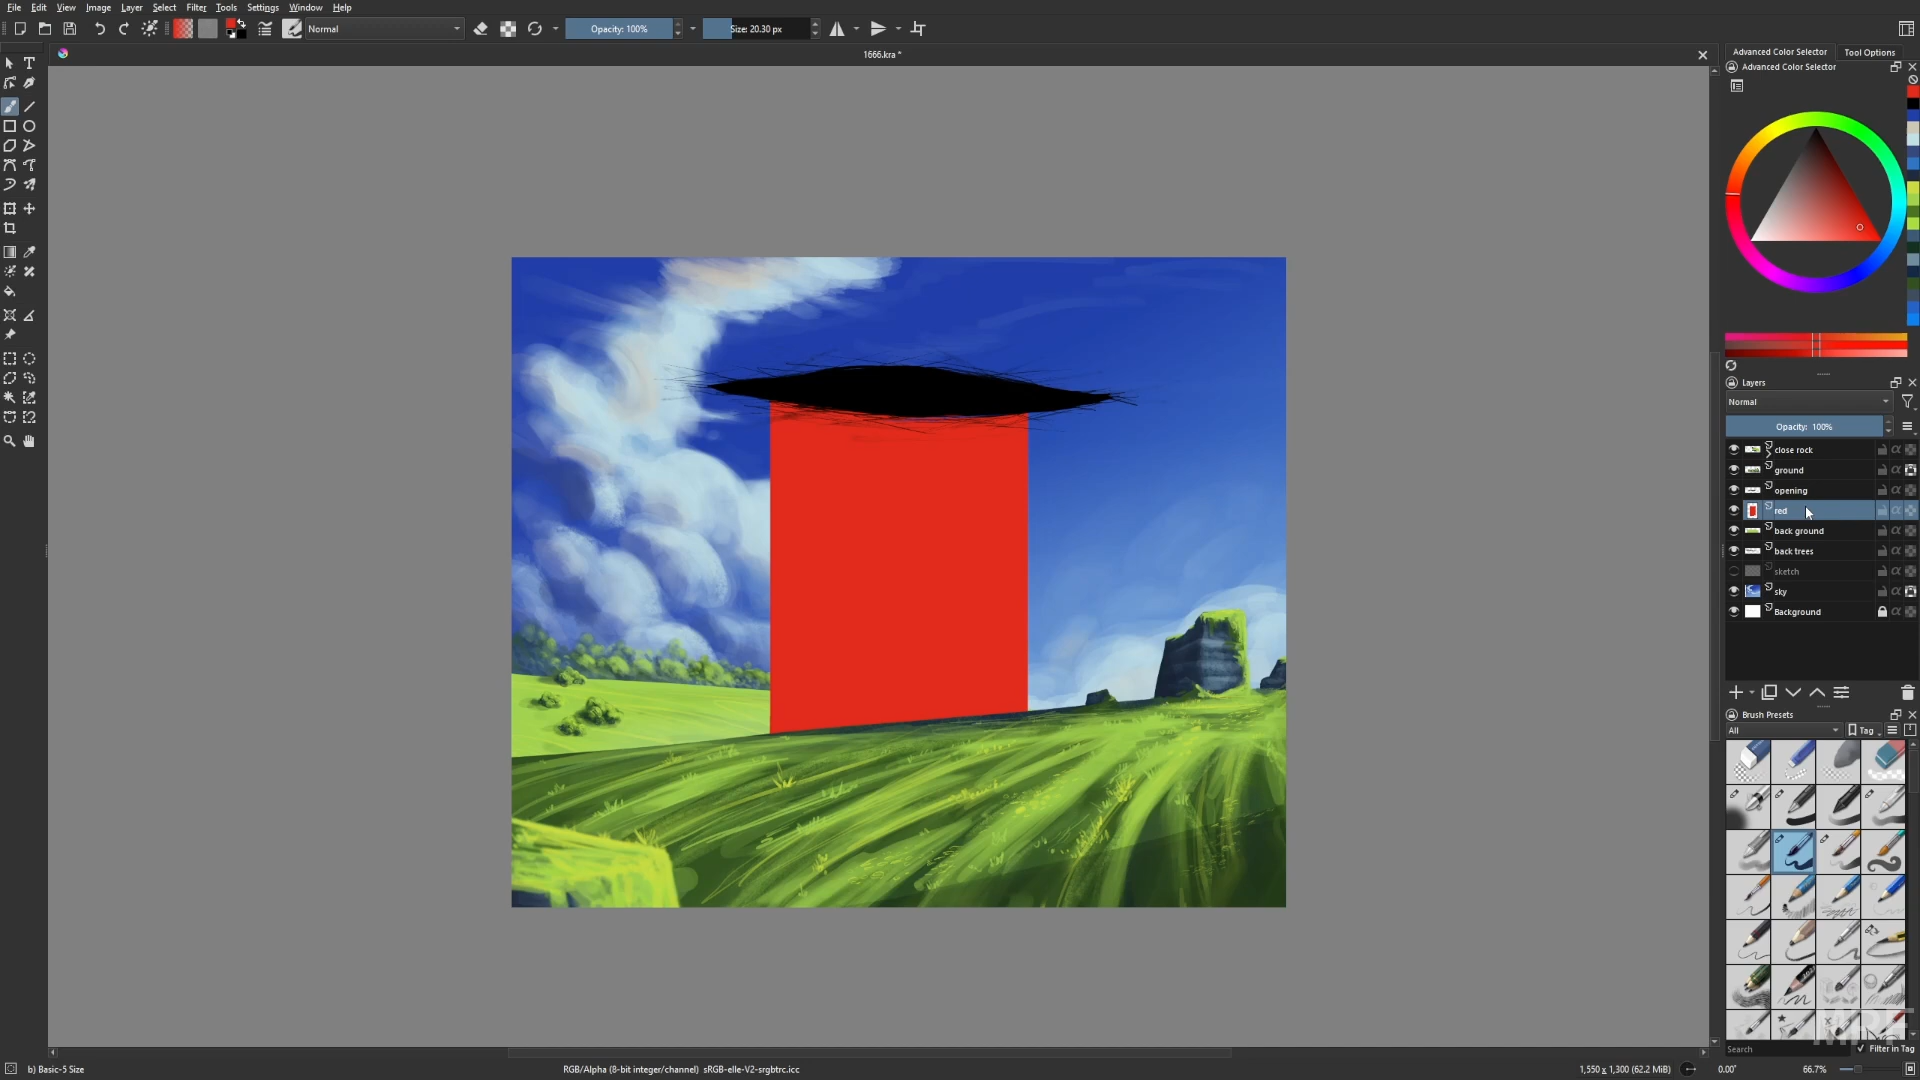 File Edit View Image Layer Select Filter Tools Settings Window Help
Normal
Opacity: 100%
Size: 20.30 px
1666.kra *
Advanced Color Selector
Tool Options
Advanced Color Selector
Layers
Normal
Opacity: 100%
close rock
ground
opening
red
back ground
back trees
sketch
sky
Background
Brush Presets
All
Tag
Search
Filter in Tag
b) Basic-5 Size
RGB/Alpha (8-bit integer/channel) sRGB-elle-V2-srgbtrc.icc
1,550 x 1,300 (62.2 MiB)
0.00°
66.7%